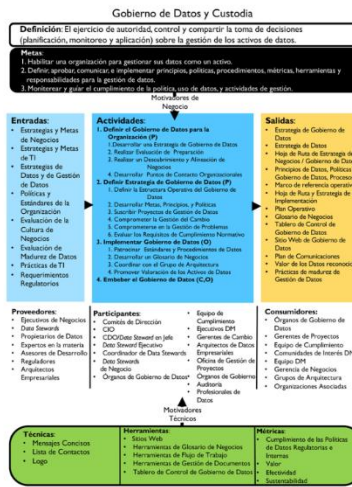 Gobierno de Datos y Custodia
Definición: El ejercicio de autoridad, control y compartir la toma de decisiones
(planificación, monitoreo y aplicación) sobre la gestión de los activos de datos.
Metas:
1. Habilitar una organización para gestionar sus datos como un activo.
2. Definir, aprobar, comunicar, e implementar principios, políticas, procedimientos, métricas, herramientas y
responsabilidades para la gestión de datos.
3. Monitorear y guiar el cumplimiento de la política, uso de datos, y actividades de gestión.
Motivadores de
Negocio
Entradas:
• Estrategias y Metas
de Negocios
• Estrategias y Metas
de TI
• Estrategias de
Datos y de Gestión
de Datos
• Políticas y
Estándares de la
Organización
• Evaluación de la
Cultura de
Negocios
• Evaluación de
Madurez de Datos
• Prácticas de TI
• Requerimientos
Regulatorios
Actividades:
1. Definir el Gobierno de Datos para la
Organización (P)
1. Desarrollar una Estrategia de Gobierno de Datos
2. Realizar Evaluación de Preparación
3. Realizar un Descubrimiento y Alineación de
Negocios
4. Desarrollar Puntos de Contacto Organizacionales
2. Definir Estrategia de Gobierno de Datos (P)
1. Definir la Estructura Operativa del Gobierno de
Datos
2. Desarrollar Metas, Principios, y Políticas
3. Suscribir Proyectos de Gestión de Datos
4. Comprometer la Gestión del Cambio
5. Comprometerse en la Gestión de Problemas
6. Evaluar los Requisitos de Cumplimiento Normativo
3. Implementar Gobierno de Datos (O)
1. Patrocinar Estándares y Procedimientos de Datos
2. Desarrollar un Glosario de Negocios
3. Coordinar con el Grupo de Arquitectura
4. Promover Valoración de los Activos de Datos
4. Embeber el Gobierno de Datos (C,O)
Salidas:
• Estrategia de Gobierno de
Datos
• Estrategia de Datos
• Hoja de Ruta de Estrategia de
Negocios / Gobierno de Datos
• Principios de Datos, Políticas de
Gobierno de Datos, Procesos
• Marco de referencia operativo
• Hoja de Ruta y Estrategia de
Implementación
• Plan Operativo
• Glosario de Negocios
• Tablero de Control de
Gobierno de Datos
• Sitio Web de Gobierno de
Datos
• Plan de Comunicaciones
• Valor de los Datos reconocido
• Prácticas de madurez de
Gestión de Datos
Proveedores:
• Ejecutivos de Negocios
• Data Stewards
• Propietarios de Datos
• Expertos en la materia
• Asesores de Desarrollo
• Reguladores
• Arquitectos
Empresariales
Participantes:
• Comités de Dirección
• CIO
• CDO/Data Steward en Jefe
• Data Steward Ejecutivo
• Coordinador de Data Stewards
• Data Stewards
de Negocio
• Órganos de Gobierno de Datos
• Equipo de
Cumplimiento
• Ejecutivos DM
• Gerentes de Cambio
• Arquitectos de Datos
Empresariales
• Oficina de Gestión de
Proyectos
• Órganos de Gobierno
• Auditoría
• Profesionales de
Datos
Consumidores:
• Órganos de Gobierno de
Datos
• Gerentes de Proyectos
• Equipo de Cumplimiento
• Comunidades de Interés DM
• Equipo DM
• Gerencia de Negocios
• Grupos de Arquitectura
• Organizaciones Asociadas
Motivadores
Técnicos
Técnicas:
• Mensajes Concisos
• Lista de Contactos
• Logo
Herramientas:
• Sitios Web
• Herramientas de Glosario de Negocios
• Herramientas de Flujo de Trabajo
• Herramientas de Gestión de Documentos
• Tablero de Control de Gobierno de Datos
Métricas:
• Cumplimiento de las Políticas
de Datos Regulatorias e
Internas
• Valor
• Efectividad
• Sustentabilidad